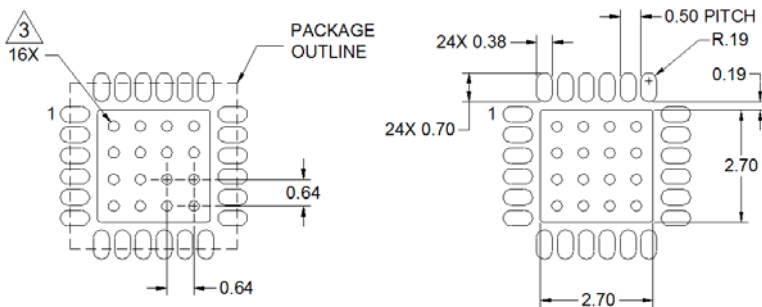 3
16X
PACKAGE
OUTLINE
1
0.64
0.64
24X 0.38
0.50 PITCH
R.19
0.19
24X 0.70
1
2.70
2.70